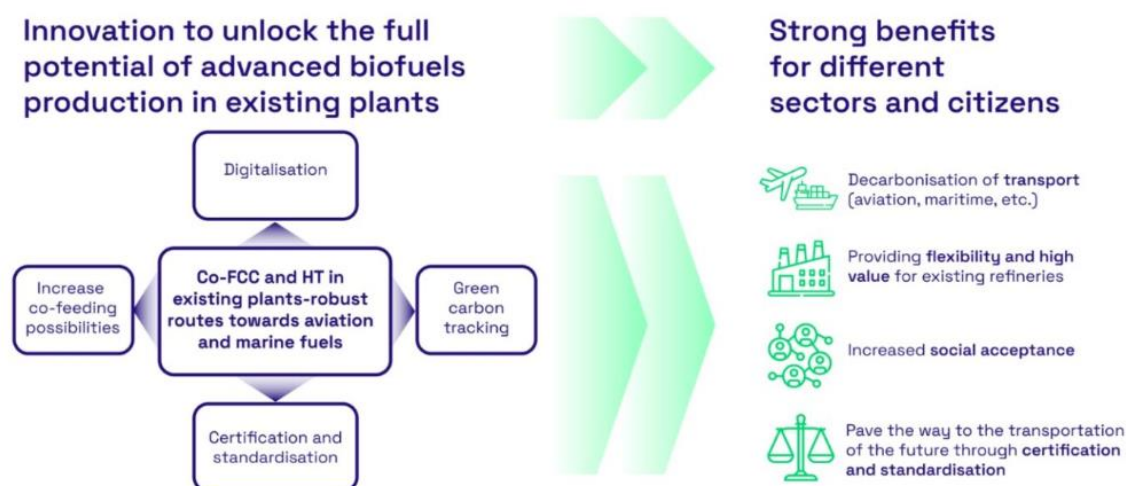 Innovation to unlock the full
potential of advanced biofuels
production in existing plants
Digitalisation
Increase
co-feeding
possibilities
Co-FCC and HT in
existing plants-robust
routes towards aviation
and marine fuels
Green
carbon
tracking
Certification and
standardisation
Strong benefits
for different
sectors and citizens
Decarbonisation of transport
(aviation, maritime, etc.)
Providing flexibility and high
value for existing refineries
Increased social acceptance
Pave the way to the transportation
of the future through certification
and standardisation